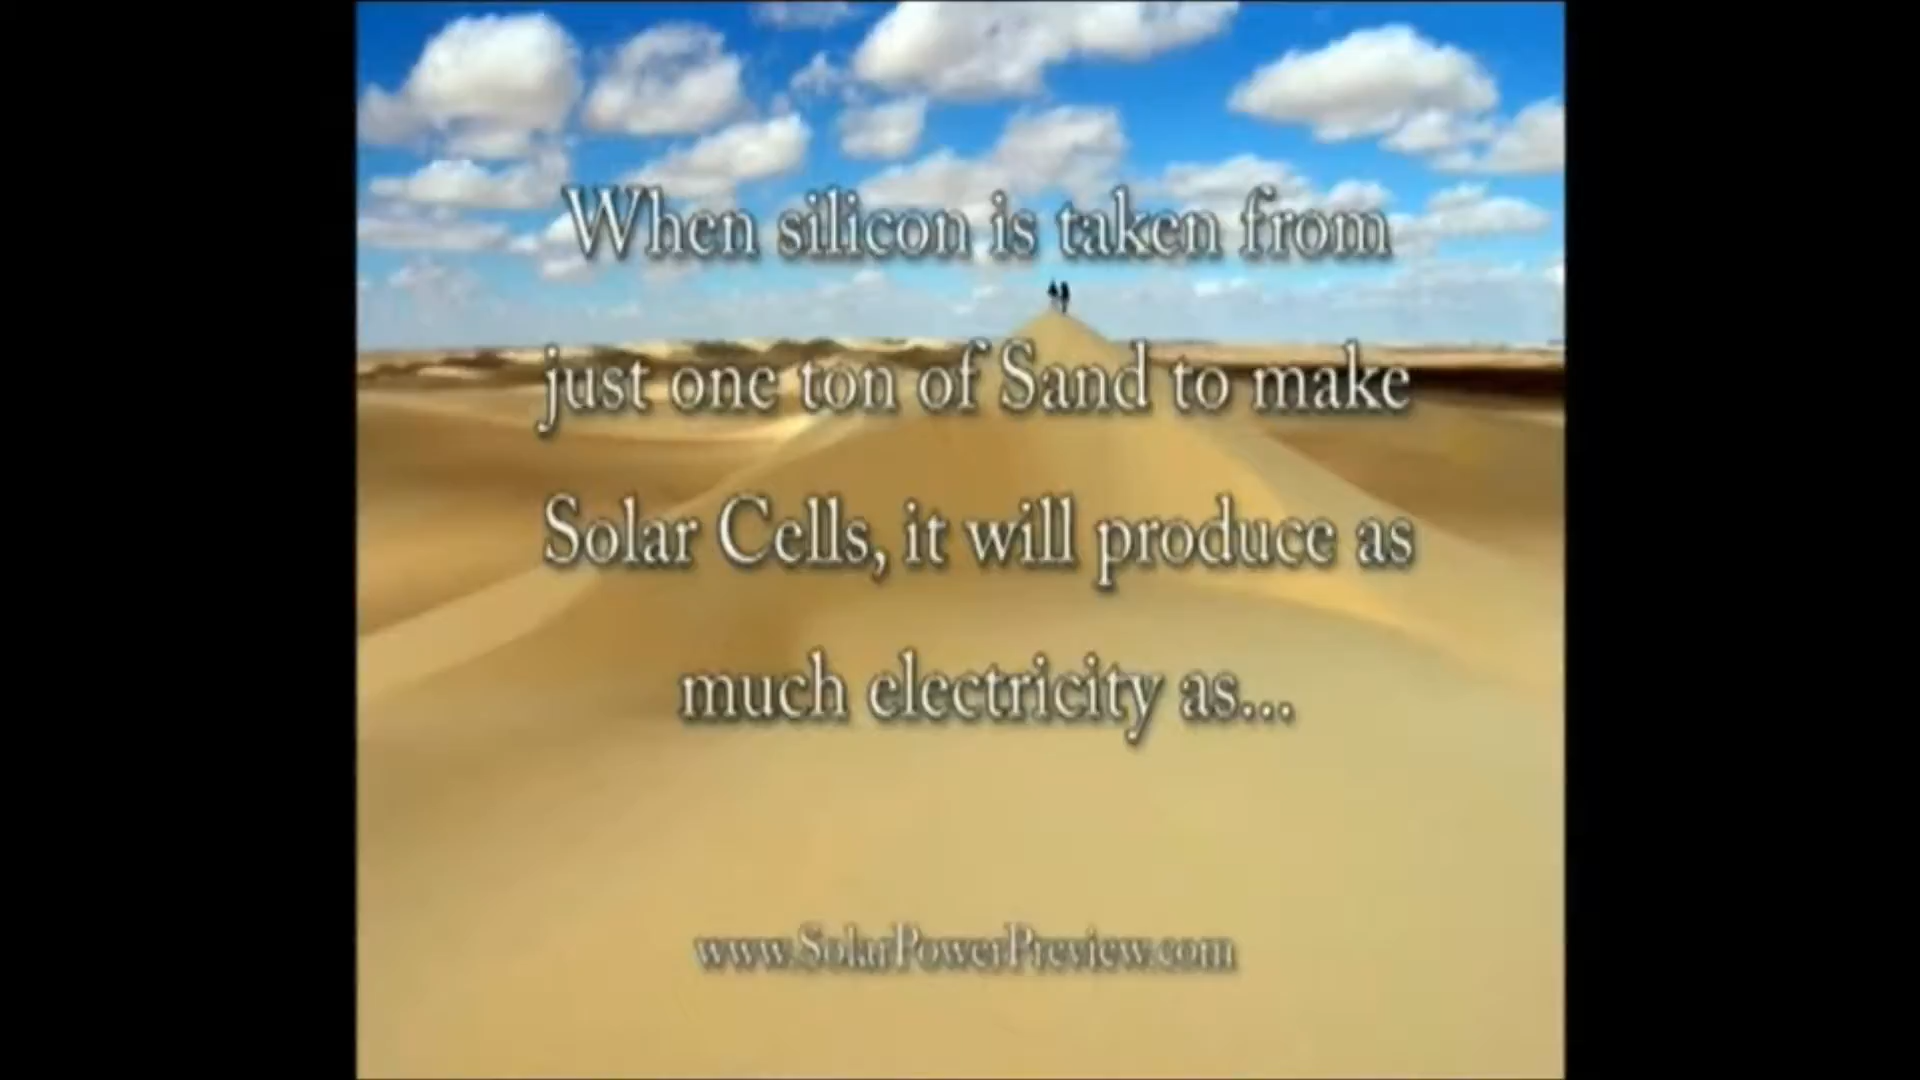 When silicon is taken from
just one ton of Sand to make
Solar Cells, it will produce as
much electricity as...
www.SolarPowerPreview.com